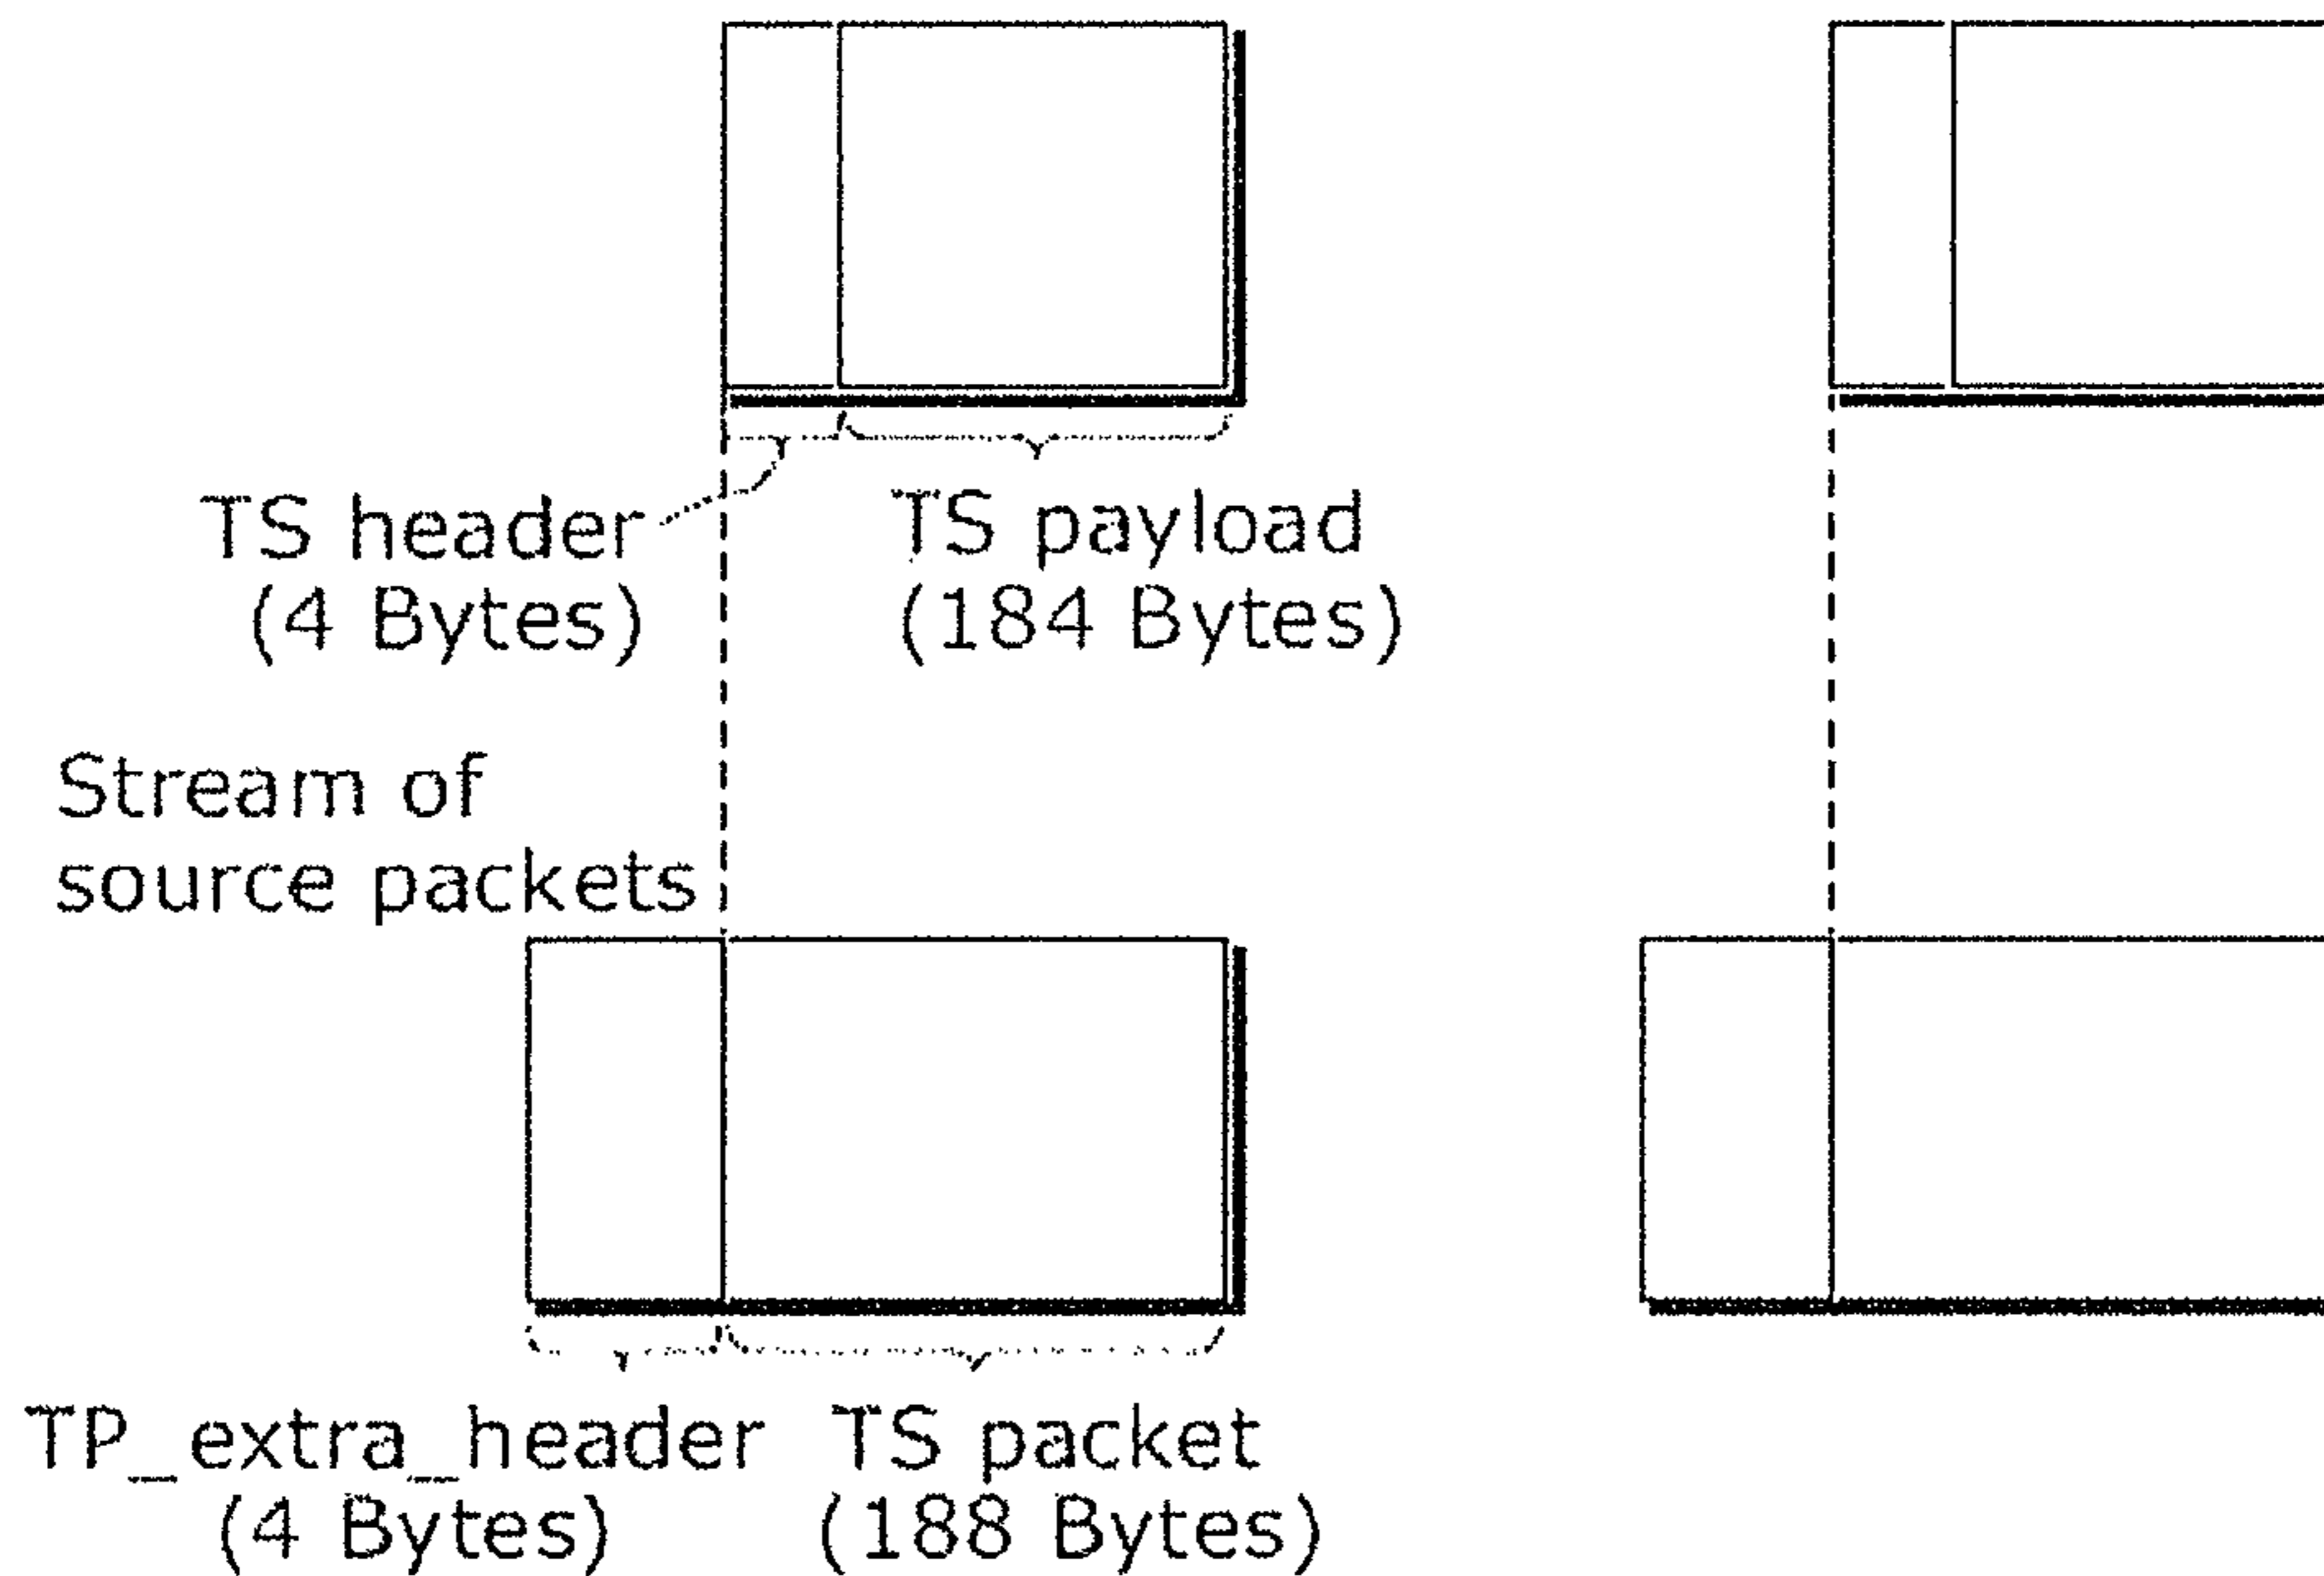 TS header
(4 Bytes)
TS payload
(184 Bytes)
Stream of
source packets
TP_extra_header
(4 Bytes)
TS packet
(188 Bytes)